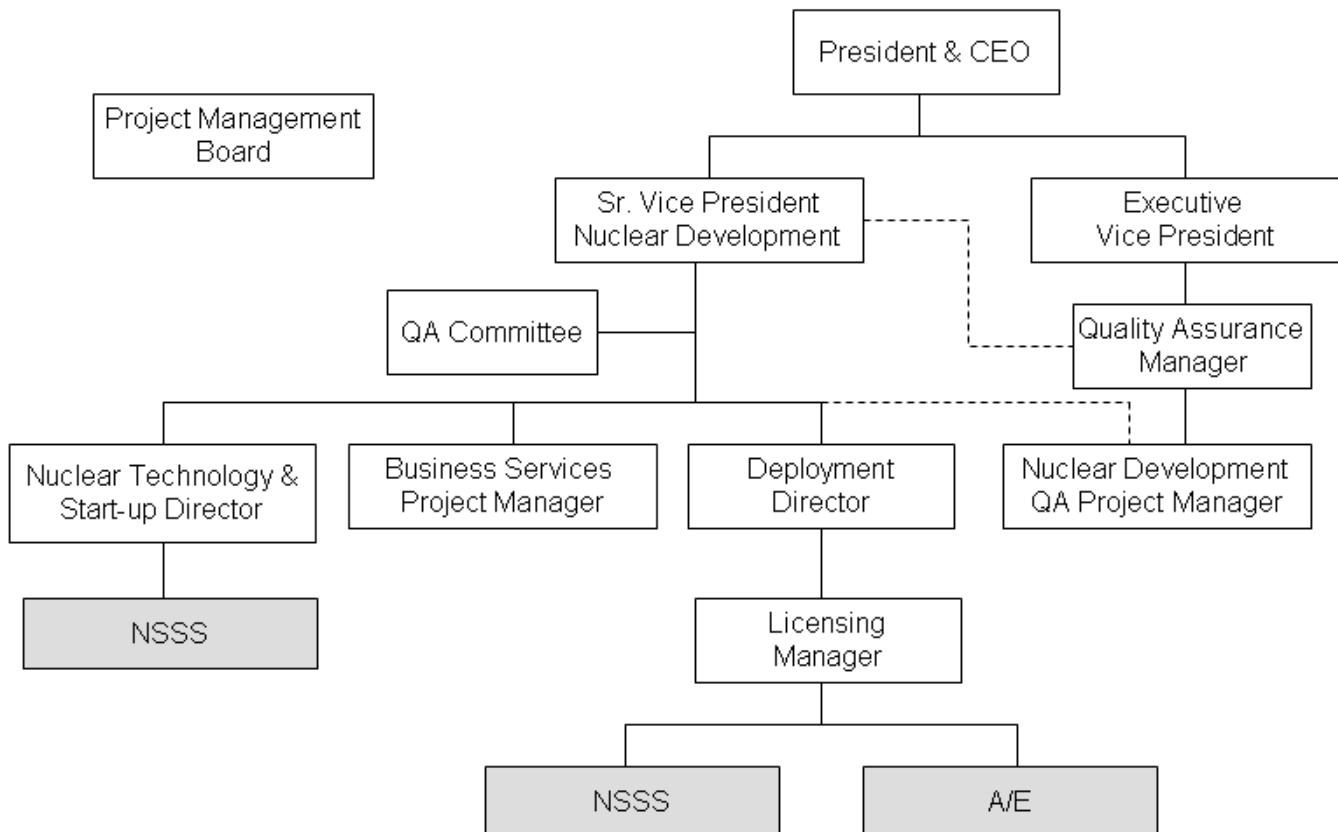 President & CEO
Project Management
Board
Sr. Vice President
Nuclear Development
Executive
Vice President
QA Committee
Quality Assurance
Manager
Nuclear Technology &
Start-up Director
Business Services
Project Manager
Deployment
Director
Nuclear Development
QA Project Manager
NSSS
Licensing
Manager
NSSS
A/E